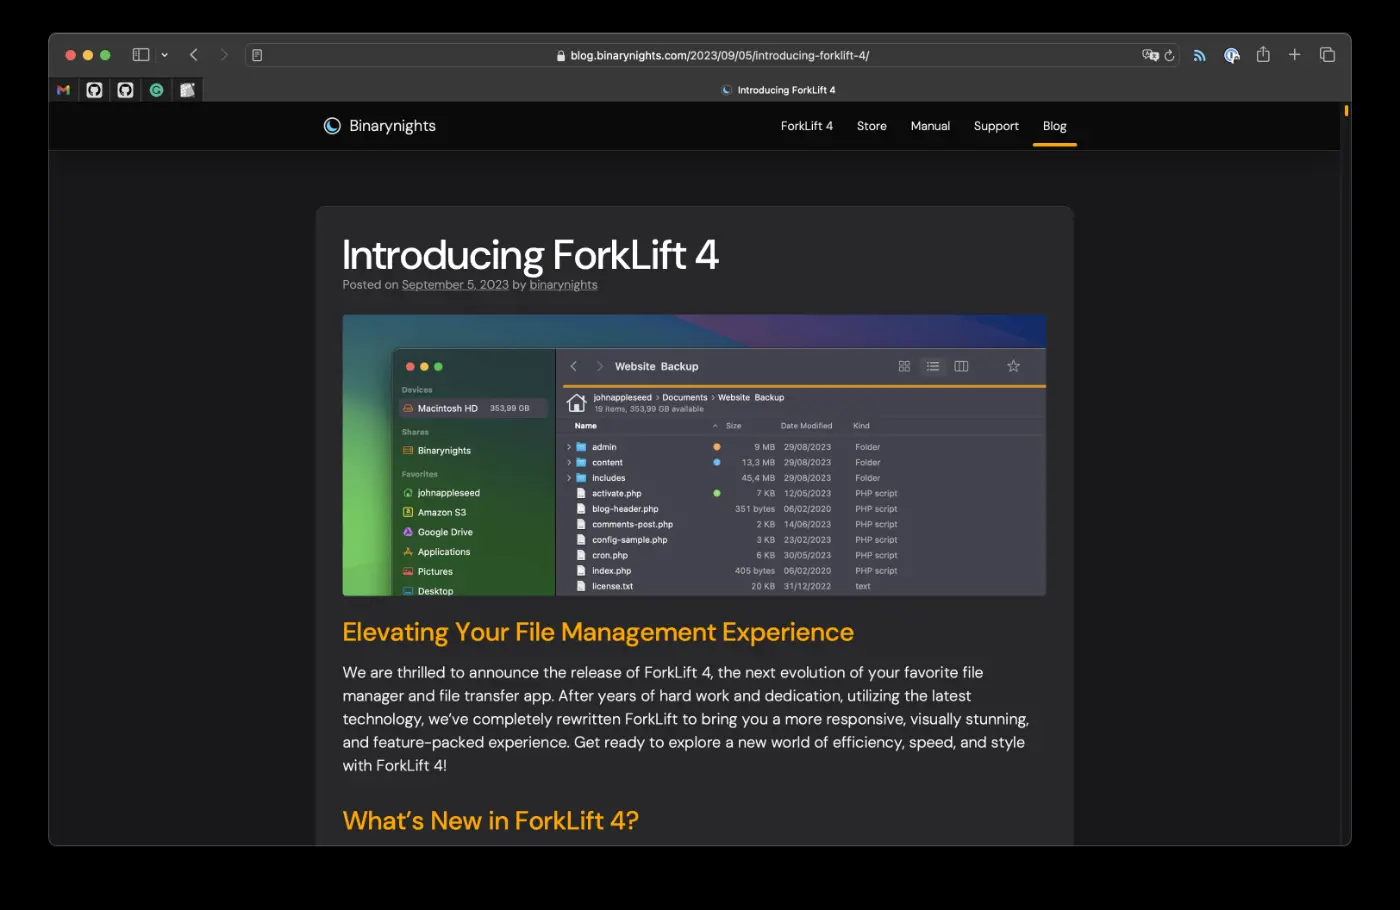 blog.binarynights.com/2023/09/05/introducing-forklift-4/
Introducing ForkLift 4
Binarynights
ForkLift 4 Store Manual Support Blog
Introducing ForkLift 4
Posted on September 5, 2023 by binarynights
Website Backup
Devices
Macintosh HD 353,99 GB
Shares
Binarynights
Favorites
johnappleseed
Amazon S3
Google Drive
Applications
Pictures
Desktop
johnappleseed > Documents > Website Backup
19 items, 353,99 GB available
Name Size Date Modified Kind
admin 9 MB 29/08/2023 Folder
content 13,3 MB 29/08/2023 Folder
includes 45,4 MB 29/08/2023 Folder
activate.php 7 KB 12/05/2023 PHP script
blog-header.php 351 bytes 06/02/2020 PHP script
comments-post.php 2 KB 14/06/2023 PHP script
config-sample.php 3 KB 23/02/2023 PHP script
cron.php 6 KB 30/05/2023 PHP script
index.php 405 bytes 06/02/2020 PHP script
license.txt 20 KB 31/12/2022 text
Elevating Your File Management Experience
We are thrilled to announce the release of ForkLift 4, the next evolution of your favorite file
manager and file transfer app. After years of hard work and dedication, utilizing the latest
technology, we’ve completely rewritten ForkLift to bring you a more responsive, visually stunning,
and feature-packed experience. Get ready to explore a new world of efficiency, speed, and style
with ForkLift 4!
What’s New in ForkLift 4?